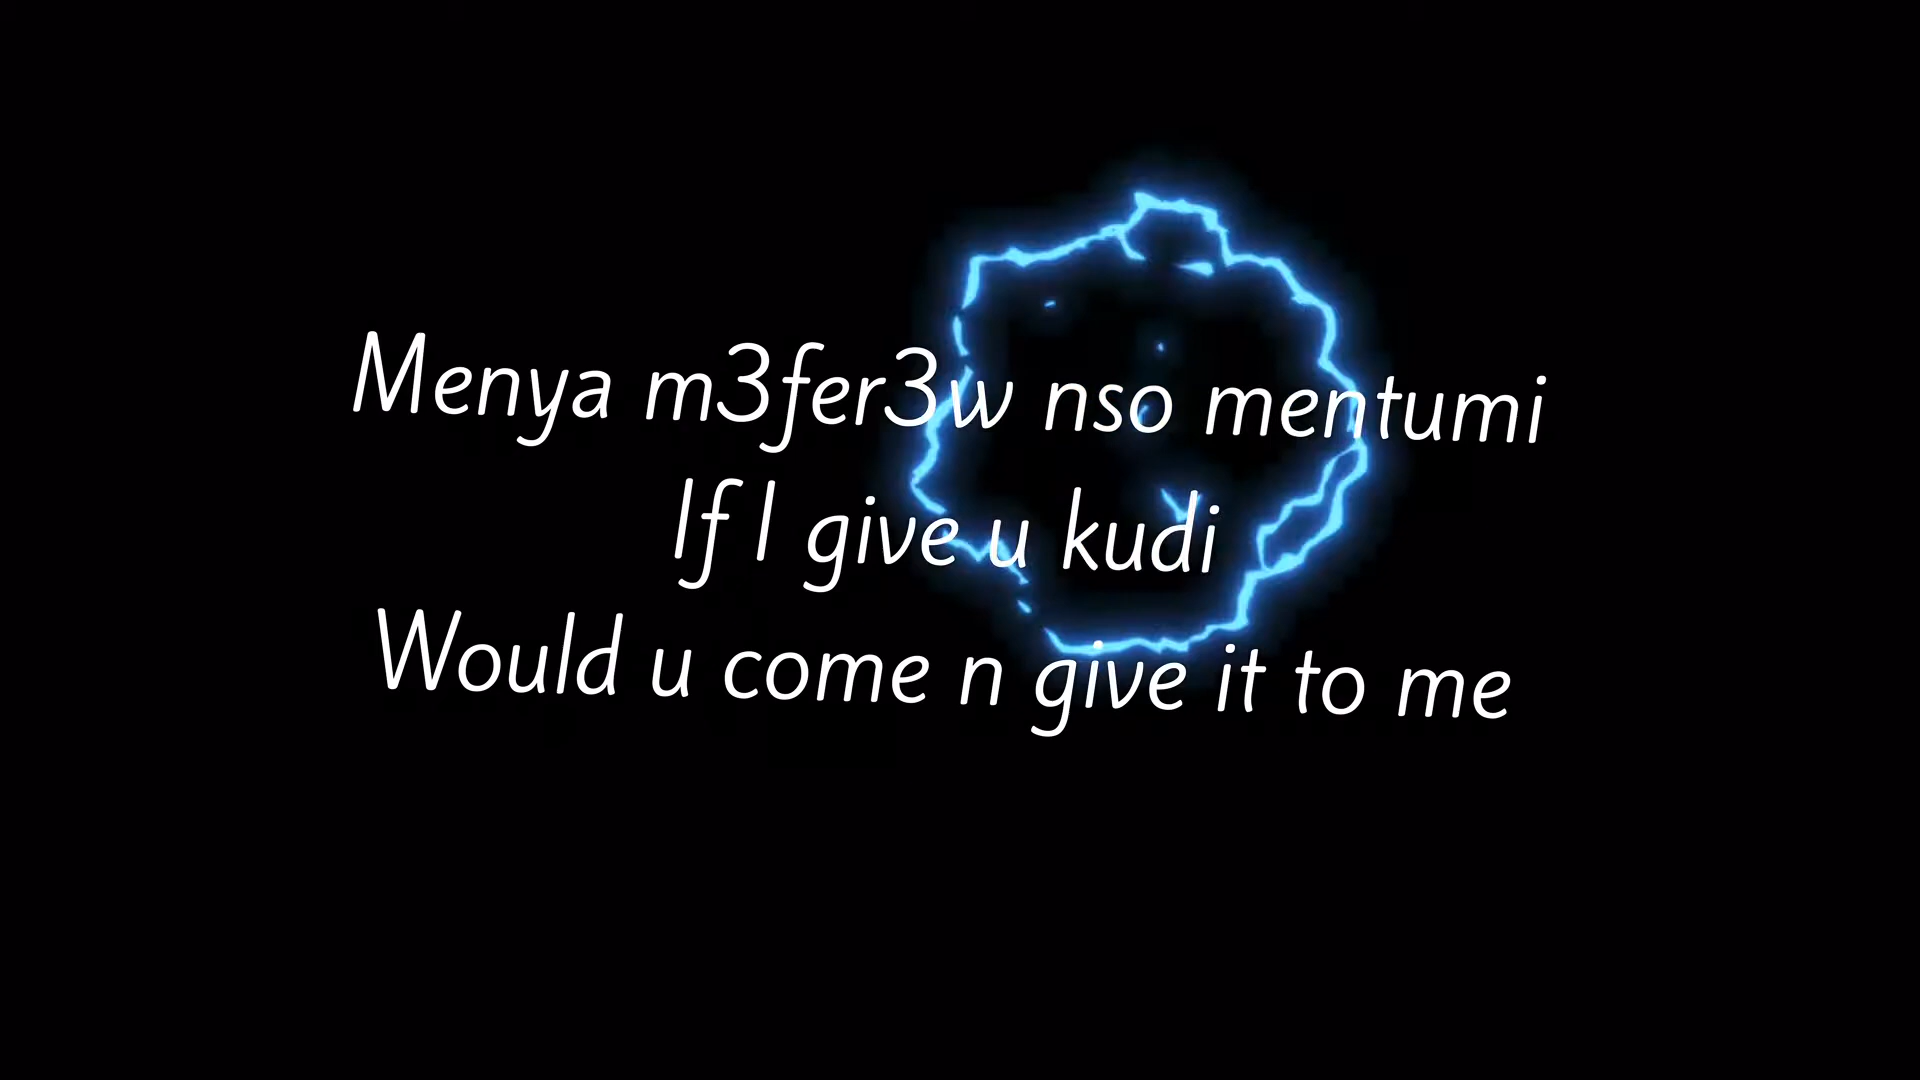 Menya m3fer3w nso mentumi
If I give u kudi
Would u come n give it to me